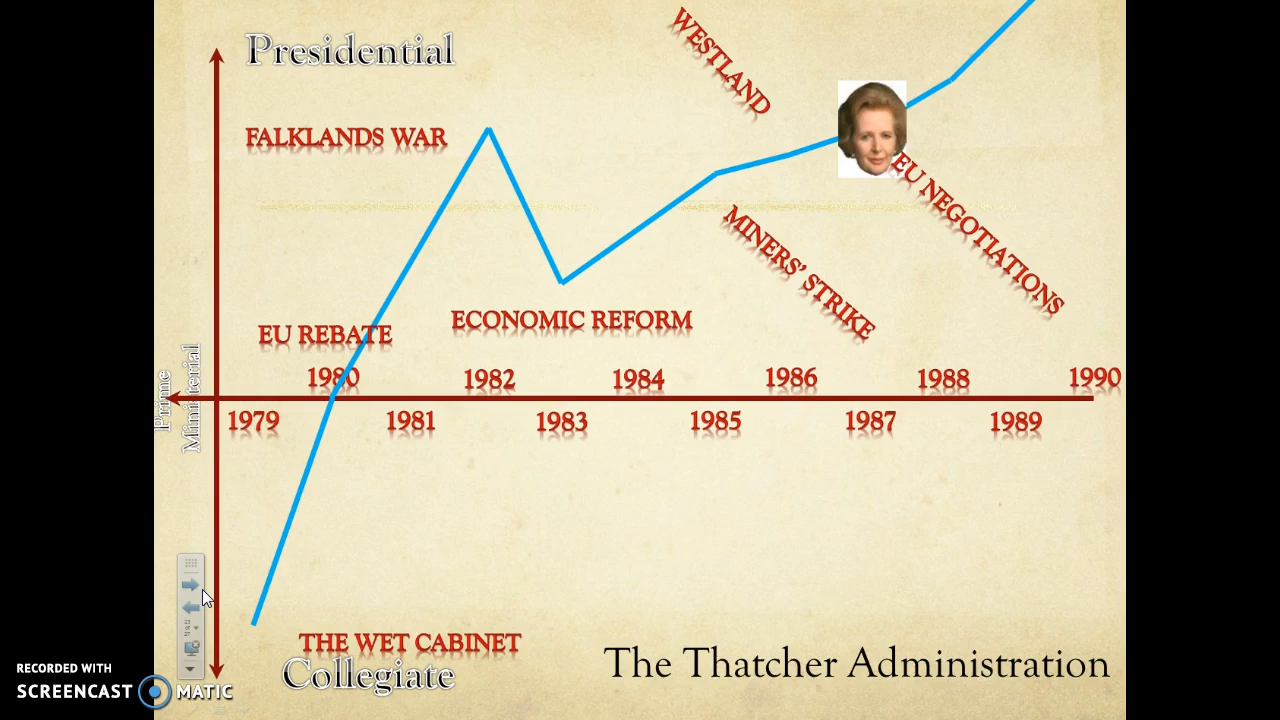 Presidential
WESTLAND
FALKLANDS WAR
EU NEGOTIATIONS
MINERS' STRIKE
ECONOMIC REFORM
EU REBATE
Prime
Ministerial
1980
1982
1984
1986
1988
1990
1979
1981
1983
1985
1987
1989
THE WET CABINET
Collegiate
The Thatcher Administration
RECORDED WITH
SCREENCAST MATIC